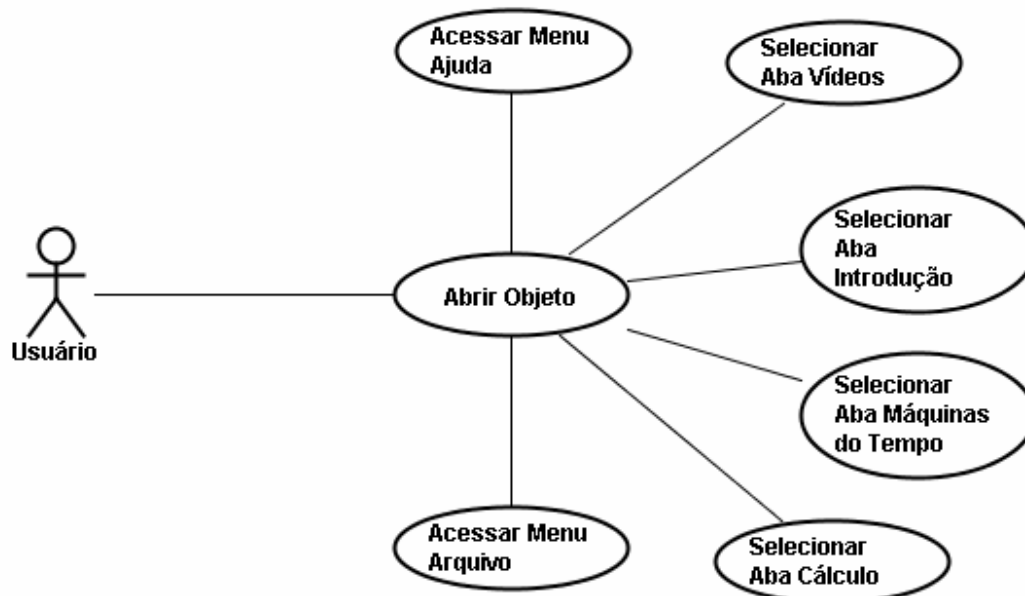 Acessar Menu
Ajuda
Selecionar
Aba Vídeos
Selecionar
Aba
Introdução
Abrir Objeto
Usuário
Selecionar
Aba Máquinas
do Tempo
Acessar Menu
Arquivo
Selecionar
Aba Cálculo